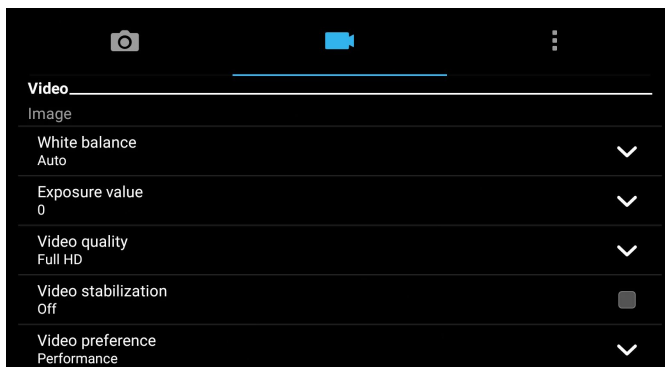 Video
Image
White balance
Auto
Exposure value
0
Video quality
Full HD
Video stabilization
Off
Video preference
Performance